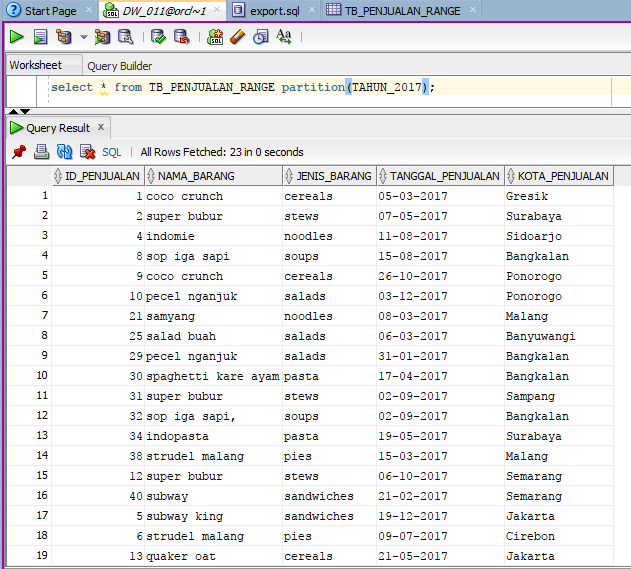 Start Page DW_011@orcl~1 export.sql TB_PENJUALAN_RANGE
Aa
Worksheet Query Builder
select * from TB_PENJUALAN_RANGE partition(TAHUN_2017);
Query Result x
SQL | All Rows Fetched: 23 in 0 seconds
ID_PENJUALAN NAMA_BARANG JENIS_BARANG TANGGAL_PENJUALAN KOTA_PENJUALAN
1 1 coco crunch cereals 05-03-2017 Gresik
2 2 super bubur stews 07-05-2017 Surabaya
3 4 indomie noodles 11-08-2017 Sidoarjo
4 8 sop iga sapi soups 15-08-2017 Bangkalan
5 9 coco crunch cereals 26-10-2017 Ponorogo
6 10 pecel nganjuk salads 03-12-2017 Ponorogo
7 21 samyang noodles 08-03-2017 Malang
8 25 salad buah salads 06-03-2017 Banyuwangi
9 29 pecel nganjuk salads 31-01-2017 Bangkalan
10 30 spaghetti kare ayam pasta 17-04-2017 Bangkalan
11 31 super bubur stews 02-09-2017 Sampang
12 32 sop iga sapi, soups 02-09-2017 Bangkalan
13 34 indopasta pasta 19-05-2017 Surabaya
14 38 strudel malang pies 15-03-2017 Malang
15 12 super bubur stews 06-10-2017 Semarang
16 40 subway sandwiches 21-02-2017 Semarang
17 5 subway king sandwiches 19-12-2017 Jakarta
18 6 strudel malang pies 09-07-2017 Cirebon
19 13 quaker oat cereals 21-05-2017 Jakarta